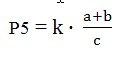 P5 = k · a+b/c